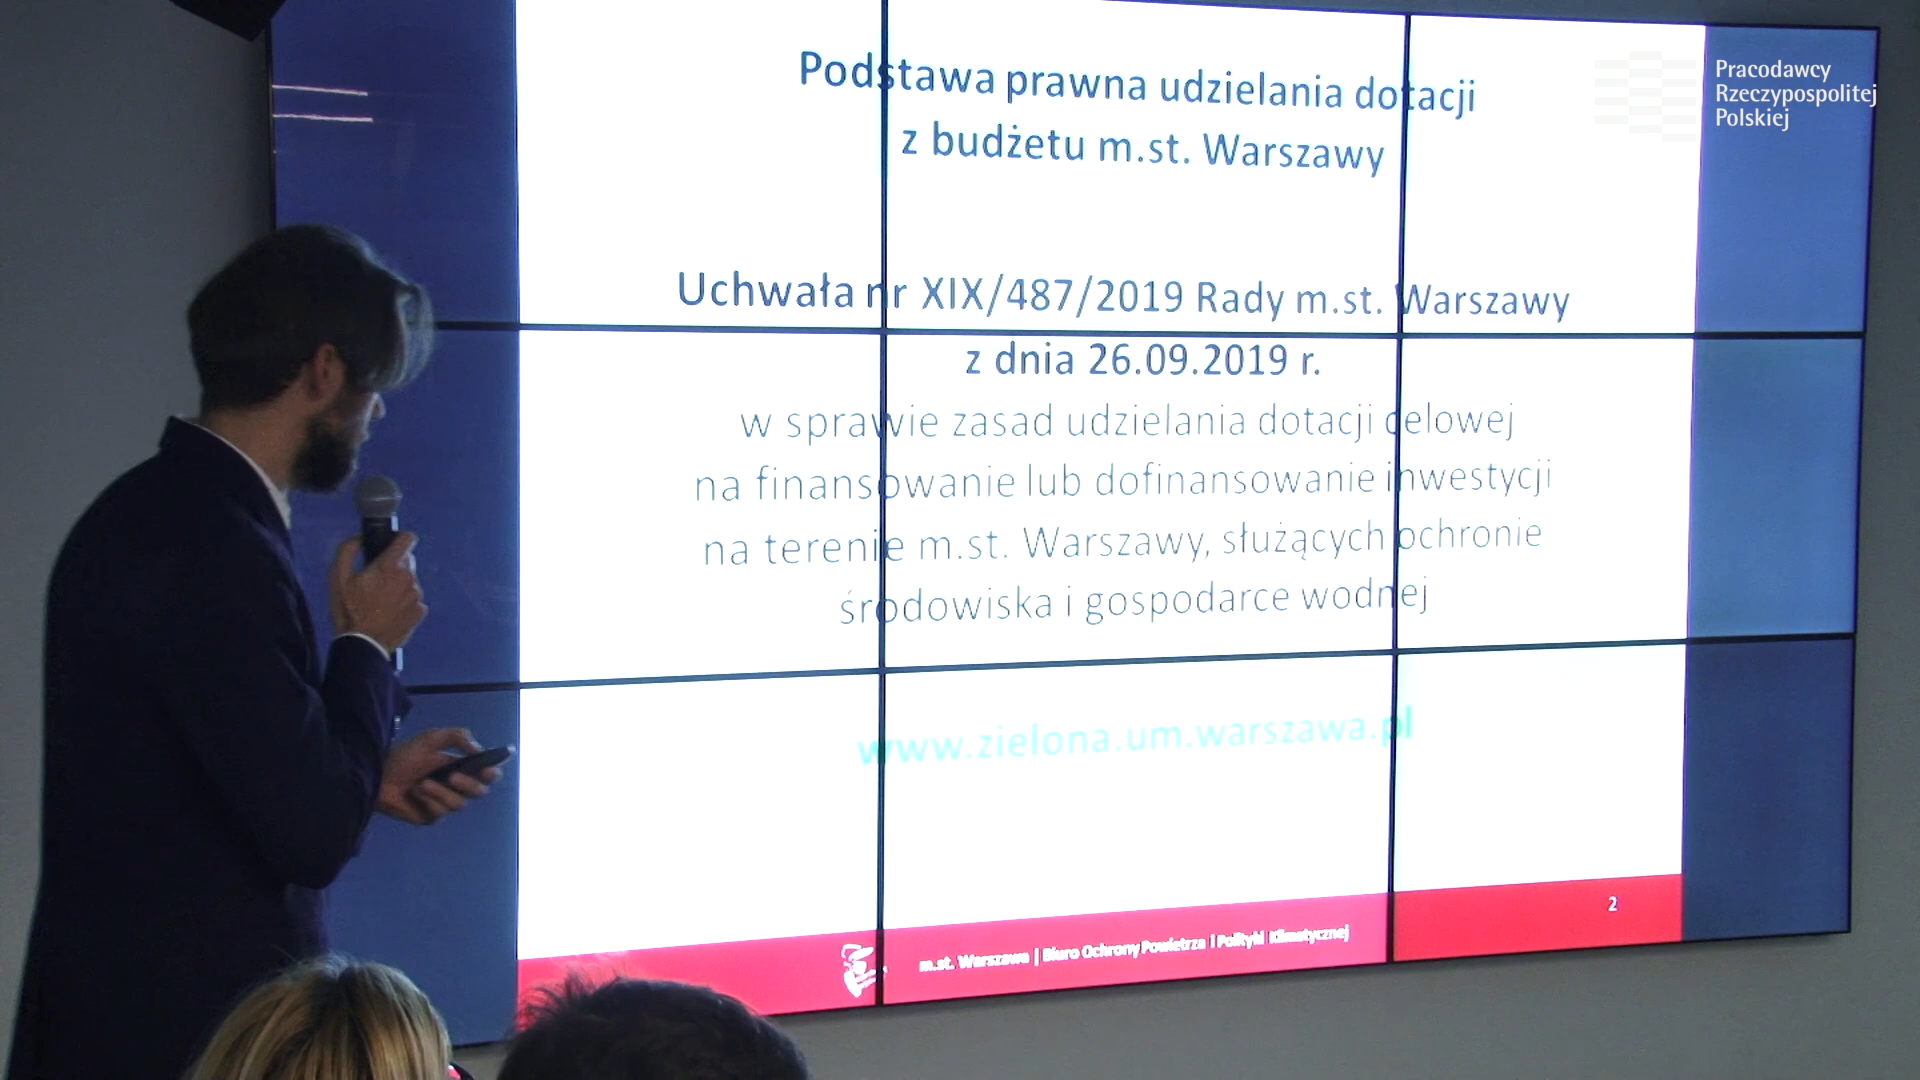 Podstawa prawna udzielania dotacji
z budżetu m.st. Warszawy
Pracodawcy
Rzeczypospolitej
Polskiej
Uchwała nr XIX/487/2019 Rady m.st. Warszawy
z dnia 26.09.2019 r.
w sprawie zasad udzielania dotacji celowej
na finansowanie lub dofinansowanie inwestycji
na terenie m.st. Warszawy, służących ochronie
środowiska i gospodarce wodnej
www.zielona.um.warszawa.pl
2
m.st. Warszawa | Biuro Ochrony Powietrza i Polityki Klimatycznej